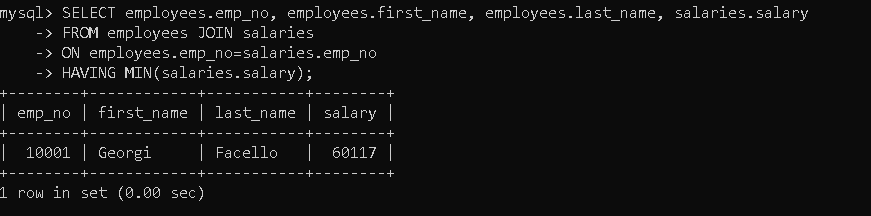 mysql> SELECT employees.emp_no, employees.first_name, employees.last_name, salaries.salary
    -> FROM employees JOIN salaries
    -> ON employees.emp_no=salaries.emp_no
    -> HAVING MIN(salaries.salary);
+--------+------------+-----------+--------+
| emp_no | first_name | last_name | salary |
+--------+------------+-----------+--------+
|  10001 | Georgi     | Facello   |  60117 |
+--------+------------+-----------+--------+
1 row in set (0.00 sec)